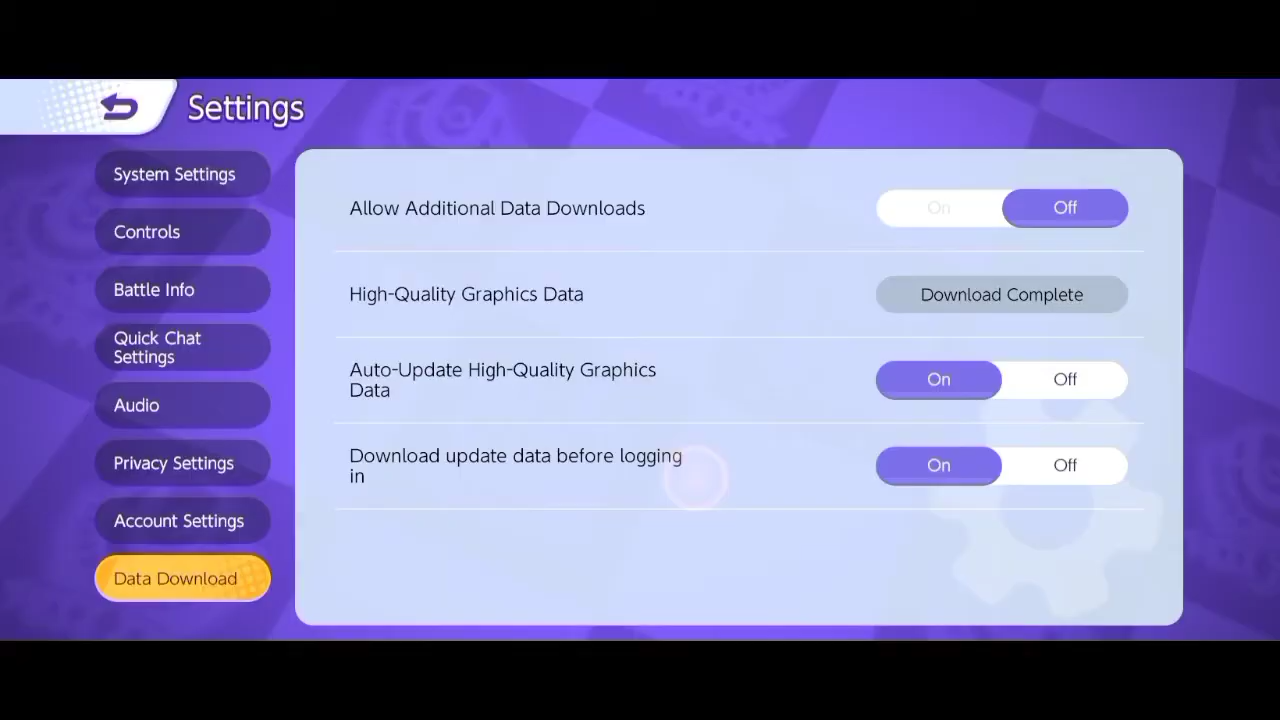 Settings
System Settings
Controls
Battle Info
Quick Chat
Settings
Audio
Privacy Settings
Account Settings
Data Download
Allow Additional Data Downloads
On
Off
High-Quality Graphics Data
Download Complete
Auto-Update High-Quality Graphics
Data
On
Off
Download update data before logging
in
On
Off